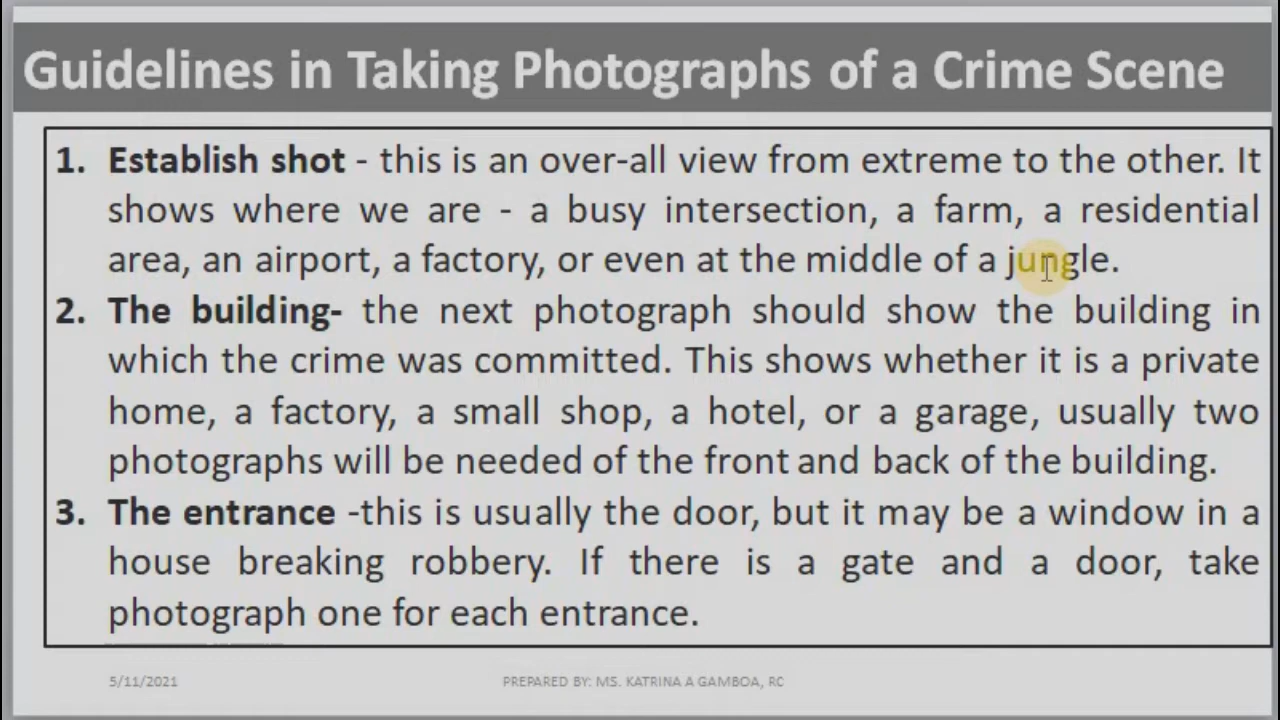 Guidelines in Taking Photographs of a Crime Scene
1. Establish shot - this is an over-all view from extreme to the other. It
shows where we are - a busy intersection, a farm, a residential
area, an airport, a factory, or even at the middle of a jungle.
2. The building- the next photograph should show the building in
which the crime was committed. This shows whether it is a private
home, a factory, a small shop, a hotel, or a garage, usually two
photographs will be needed of the front and back of the building.
3. The entrance -this is usually the door, but it may be a window in a
house breaking robbery. If there is a gate and a door, take
photograph one for each entrance.
5/11/2021
PREPARED BY: MS. KATRINA A GAMBOA, RC